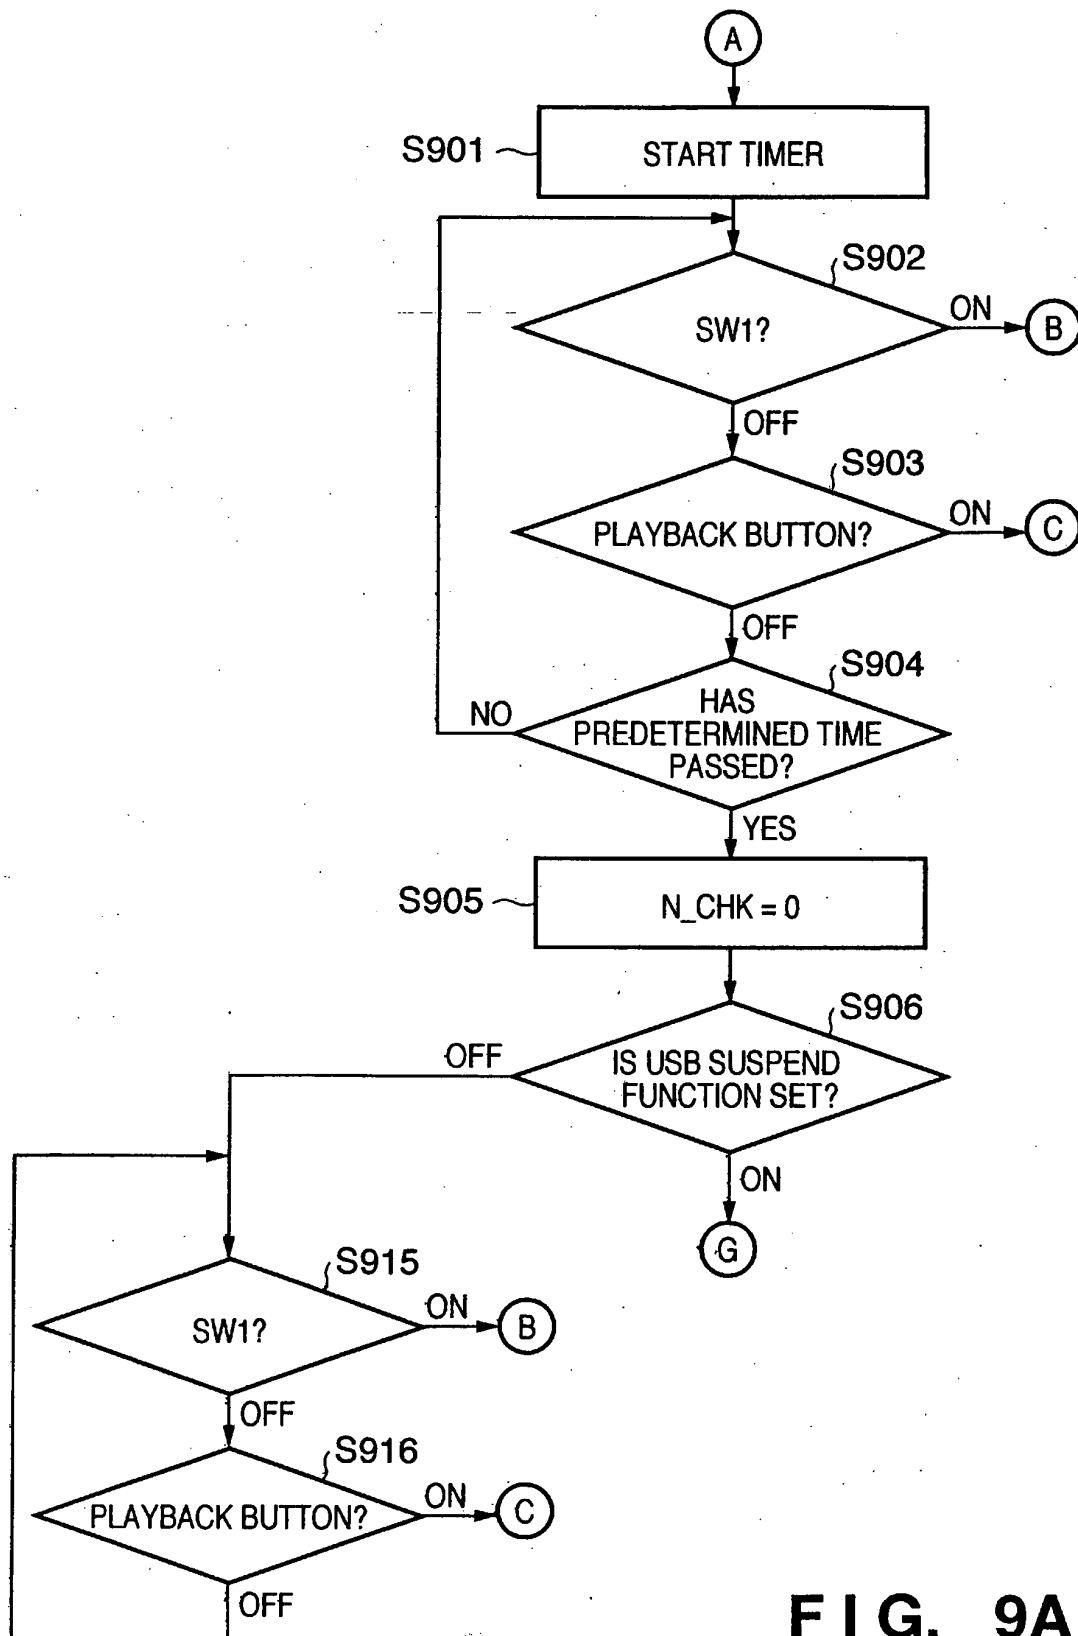 A
S901
START TIMER
S902
SW1?
ON
B
OFF
S903
PLAYBACK BUTTON?
ON
C
OFF
S904
HAS
PREDETERMINED TIME
PASSED?
NO
YES
S905
N_CHK = 0
S906
IS USB SUSPEND
FUNCTION SET?
OFF
ON
G
S915
SW1?
ON
B
OFF
S916
PLAYBACK BUTTON?
ON
C
OFF
FIG. 9A